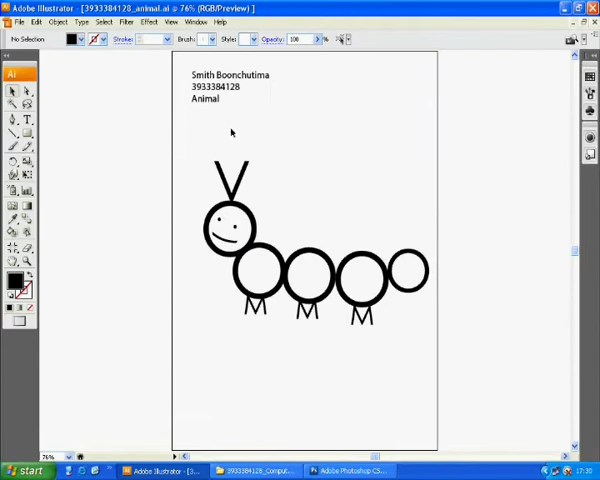 Adobe Illustrator - [3933384128_animal.ai @ 76% (RGB/Preview) ]
File Edit Object Type Select Filter Effect View Window Help
No Selection Stroke: Brush: Style: Opacity: 100 %
Ai
Smith Boonchutima
3933384128
Animal
V
M M M
76%
start Adobe Illustrator - [3... 3933384128_Comput... Adobe Photoshop CS... 17:30